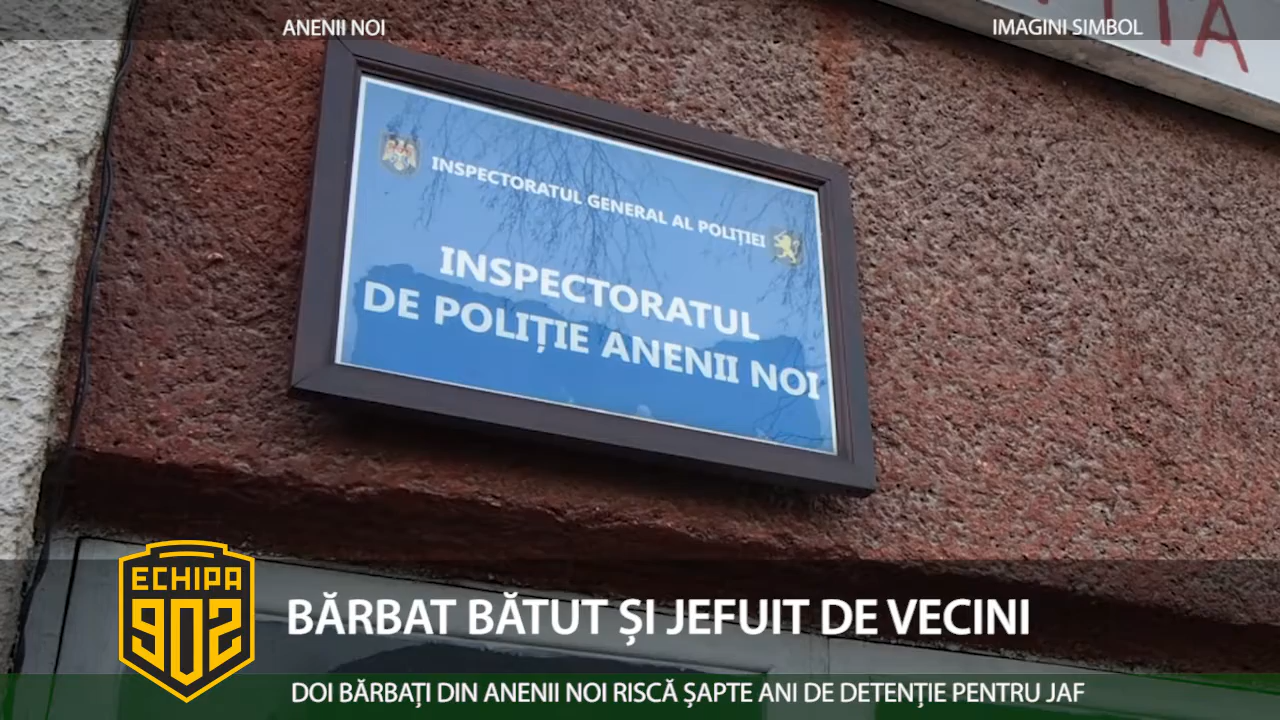 ANENII NOI
IMAGINI SIMBOL
INSPECTORATUL GENERAL AL POLIȚIEI
INSPECTORATUL
DE POLIȚIE ANENII NOI
ECHIPA
902
BĂRBAT BĂTUT ȘI JEFUIT DE VECINI
DOI BĂRBAȚI DIN ANENII NOI RISCĂ ȘAPTE ANI DE DETENȚIE PENTRU JAF